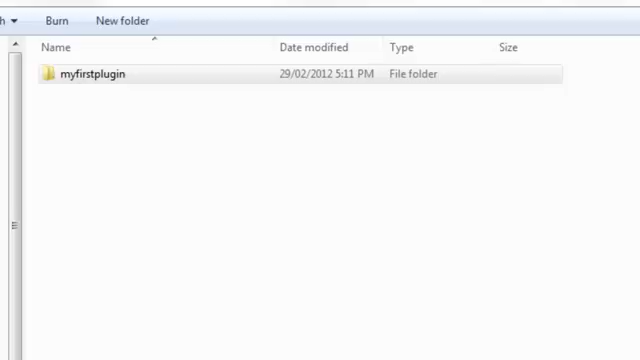 h Burn New folder
Name Date modified Type Size
myfirstplugin 29/02/2012 5:11 PM File folder